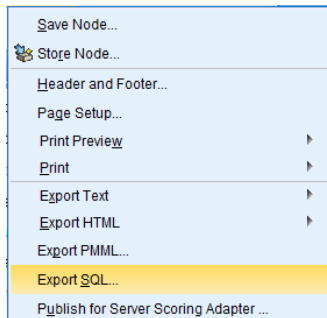 Save Node...
Store Node...
Header and Footer...
Page Setup...
Print Preview
Print
Export Text
Export HTML
Export PMML...
Export SQL...
Publish for Server Scoring Adapter ...